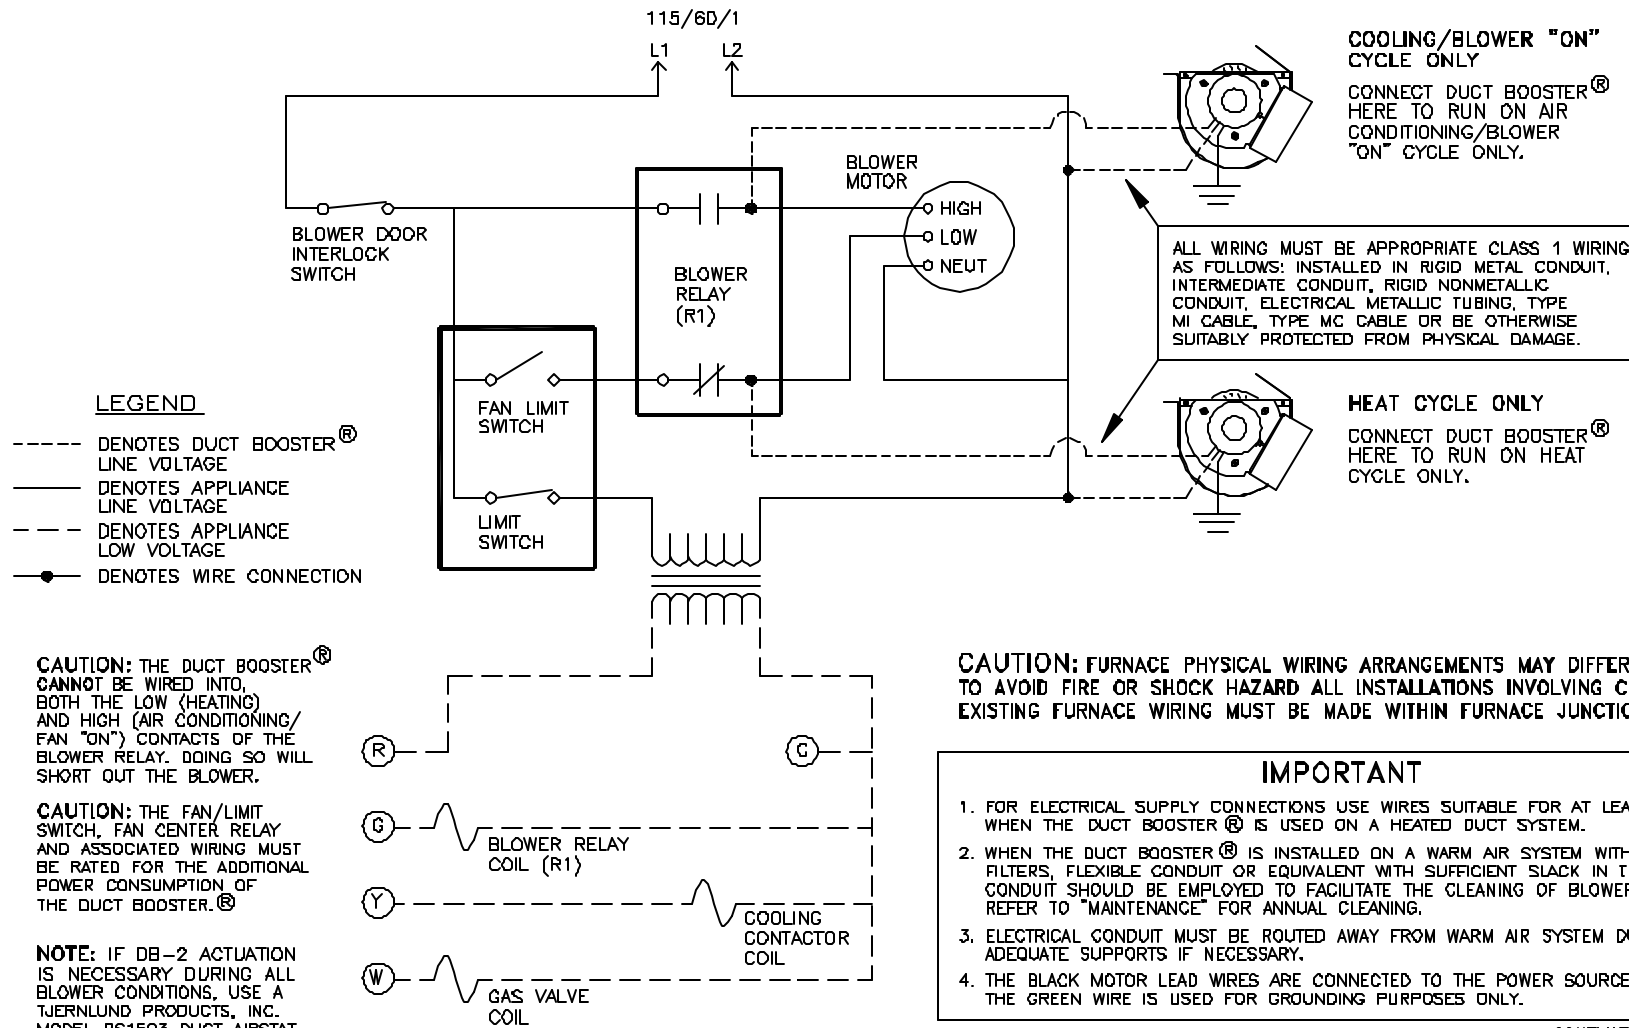 115/60/1
L1 L2
COOLING/BLOWER "ON"
CYCLE ONLY
CONNECT DUCT BOOSTER®
HERE TO RUN ON AIR
CONDITIONING/BLOWER
"ON" CYCLE ONLY.
BLOWER
MOTOR
HIGH
LOW
NEUT
BLOWER DOOR
INTERLOCK
SWITCH
BLOWER
RELAY
(R1)
ALL WIRING MUST BE APPROPRIATE CLASS 1 WIRING
AS FOLLOWS: INSTALLED IN RIGID METAL CONDUIT,
INTERMEDIATE CONDUIT, RIGID NONMETALLIC
CONDUIT, ELECTRICAL METALLIC TUBING, TYPE
MI CABLE, TYPE MC CABLE OR BE OTHERWISE
SUITABLY PROTECTED FROM PHYSICAL DAMAGE.
FAN LIMIT
SWITCH
LIMIT
SWITCH
HEAT CYCLE ONLY
CONNECT DUCT BOOSTER®
HERE TO RUN ON HEAT
CYCLE ONLY.
LEGEND
DENOTES DUCT BOOSTER®
LINE VOLTAGE
DENOTES APPLIANCE
LINE VOLTAGE
DENOTES APPLIANCE
LOW VOLTAGE
DENOTES WIRE CONNECTION
CAUTION: THE DUCT BOOSTER®
CANNOT BE WIRED INTO,
BOTH THE LOW (HEATING)
AND HIGH (AIR CONDITIONING/
FAN "ON") CONTACTS OF THE
BLOWER RELAY. DOING SO WILL
SHORT OUT THE BLOWER.
CAUTION: THE FAN/LIMIT
SWITCH, FAN CENTER RELAY
AND ASSOCIATED WIRING MUST
BE RATED FOR THE ADDITIONAL
POWER CONSUMPTION OF
THE DUCT BOOSTER.®
NOTE: IF DB-2 ACTUATION
IS NECESSARY DURING ALL
BLOWER CONDITIONS, USE A
TJERNLUND PRODUCTS, INC.
R
C
G
BLOWER RELAY
COIL (R1)
Y
COOLING
CONTACTOR
COIL
W
GAS VALVE
COIL
CAUTION: FURNACE PHYSICAL WIRING ARRANGEMENTS MAY DIFFER
TO AVOID FIRE OR SHOCK HAZARD ALL INSTALLATIONS INVOLVING
EXISTING FURNACE WIRING MUST BE MADE WITHIN FURNACE
IMPORTANT
1. FOR ELECTRICAL SUPPLY CONNECTIONS USE WIRES SUITABLE FOR AT
WHEN THE DUCT BOOSTER ® IS USED ON A HEATED DUCT SYSTEM.
2. WHEN THE DUCT BOOSTER ® IS INSTALLED ON A WARM AIR SYSTEM WITH
FILTERS, FLEXIBLE CONDUIT OR EQUIVALENT WITH SUFFICIENT SLACK IN
CONDUIT SHOULD BE EMPLOYED TO FACILITATE THE CLEANING OF BLOWER
REFER TO "MAINTENANCE" FOR ANNUAL CLEANING.
3. ELECTRICAL CONDUIT MUST BE ROUTED AWAY FROM WARM AIR SYSTEM
ADEQUATE SUPPORTS IF NECESSARY.
4. THE BLACK MOTOR LEAD WIRES ARE CONNECTED TO THE POWER SOURCE
THE GREEN WIRE IS USED FOR GROUNDING PURPOSES ONLY.